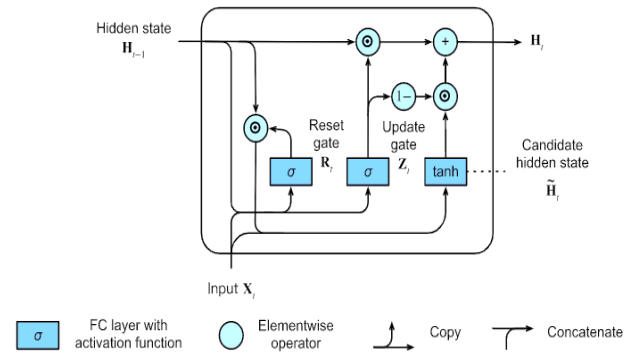 Hidden state
H_{t−1}
H_t
+
1−
Reset
gate
R_t
Update
gate
Z_t
Candidate
hidden state
H̃_t
σ
σ
tanh
Input X_t
σ
FC layer with
activation function
Elementwise
operator
Copy
Concatenate